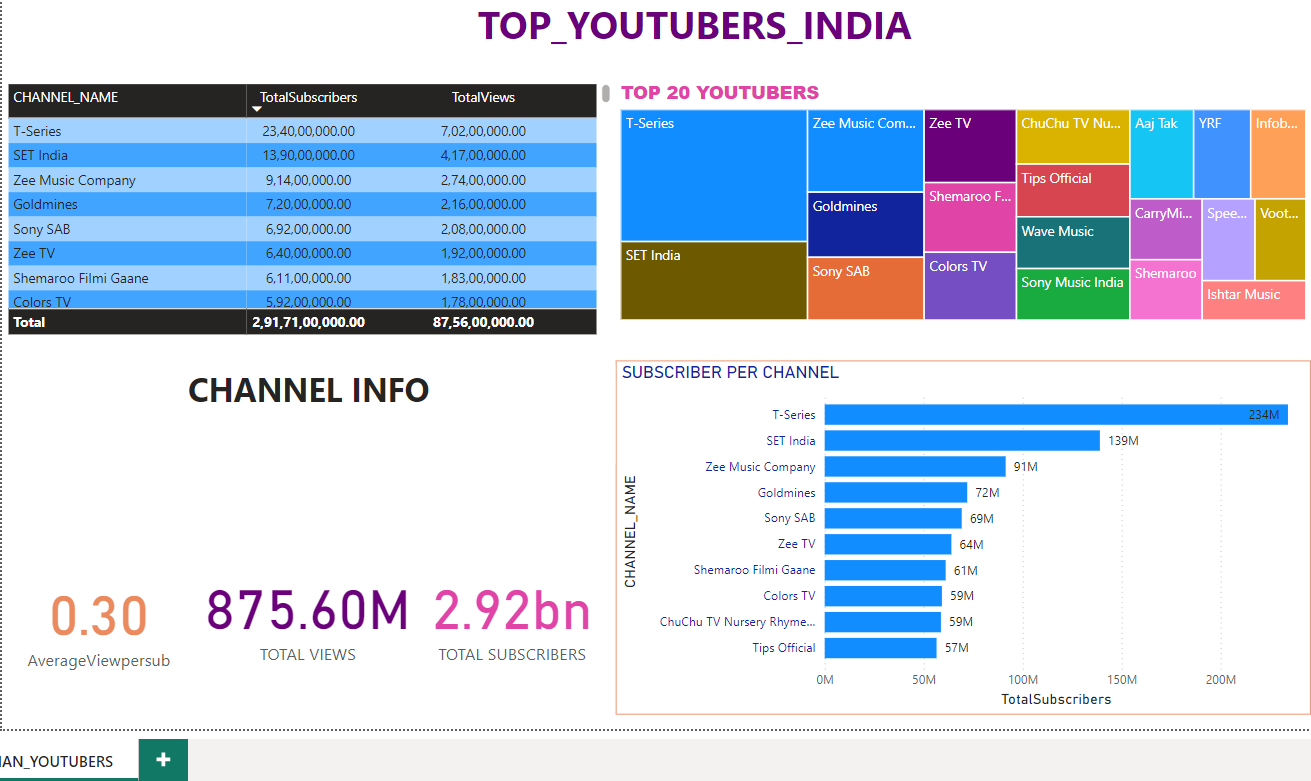 TOP_YOUTUBERS_INDIA
CHANNEL_NAME TotalSubscribers TotalViews
T-Series 23,40,00,000.00 7,02,00,000.00
SET India 13,90,00,000.00 4,17,00,000.00
Zee Music Company 9,14,00,000.00 2,74,00,000.00
Goldmines 7,20,00,000.00 2,16,00,000.00
Sony SAB 6,92,00,000.00 2,08,00,000.00
Zee TV 6,40,00,000.00 1,92,00,000.00
Shemaroo Filmi Gaane 6,11,00,000.00 1,83,00,000.00
Colors TV 5,92,00,000.00 1,78,00,000.00
Total 2,91,71,00,000.00 87,56,00,000.00
TOP 20 YOUTUBERS
T-Series
SET India
Zee Music Com...
Goldmines
Sony SAB
Zee TV
Shemaroo F...
Colors TV
ChuChu TV Nu...
Tips Official
Wave Music
Sony Music India
Aaj Tak
YRF
Infob...
CarryMi...
Shemaroo
Spee...
Voot...
Ishtar Music
CHANNEL INFO
0.30
AverageViewpersub
875.60M
TOTAL VIEWS
2.92bn
TOTAL SUBSCRIBERS
SUBSCRIBER PER CHANNEL
CHANNEL_NAME
T-Series 234M
SET India 139M
Zee Music Company 91M
Goldmines 72M
Sony SAB 69M
Zee TV 64M
Shemaroo Filmi Gaane 61M
Colors TV 59M
ChuChu TV Nursery Rhyme... 59M
Tips Official 57M
0M 50M 100M 150M 200M
TotalSubscribers
IAN_YOUTUBERS
+